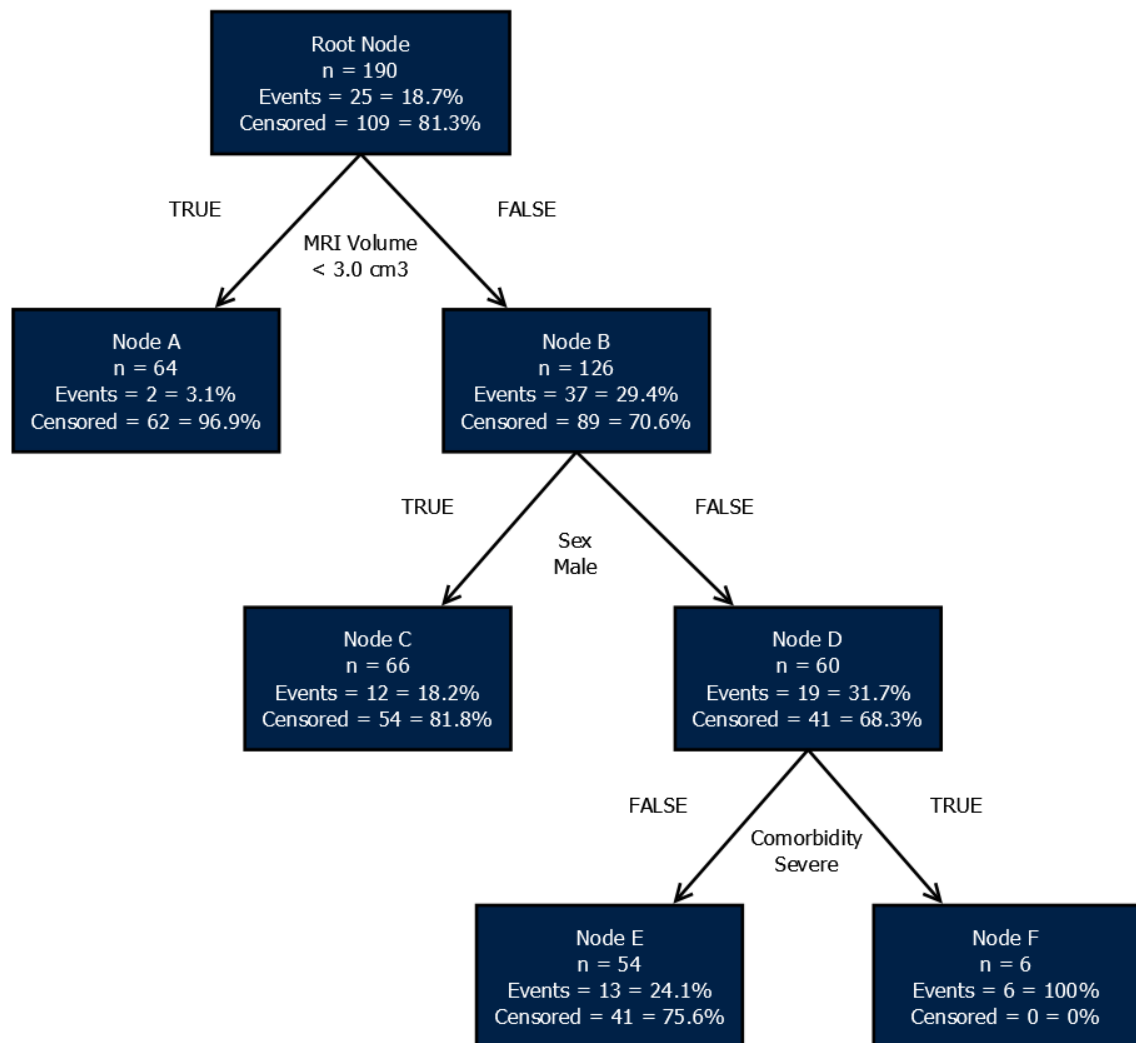 Root Node
n = 190
Events = 25 = 18.7%
Censored = 109 = 81.3%
TRUE
FALSE
MRI Volume
< 3.0 cm3
Node A
n = 64
Events = 2 = 3.1%
Censored = 62 = 96.9%
Node B
n = 126
Events = 37 = 29.4%
Censored = 89 = 70.6%
TRUE
FALSE
Sex
Male
Node C
n = 66
Events = 12 = 18.2%
Censored = 54 = 81.8%
Node D
n = 60
Events = 19 = 31.7%
Censored = 41 = 68.3%
FALSE
TRUE
Comorbidity
Severe
Node E
n = 54
Events = 13 = 24.1%
Censored = 41 = 75.6%
Node F
n = 6
Events = 6 = 100%
Censored = 0 = 0%